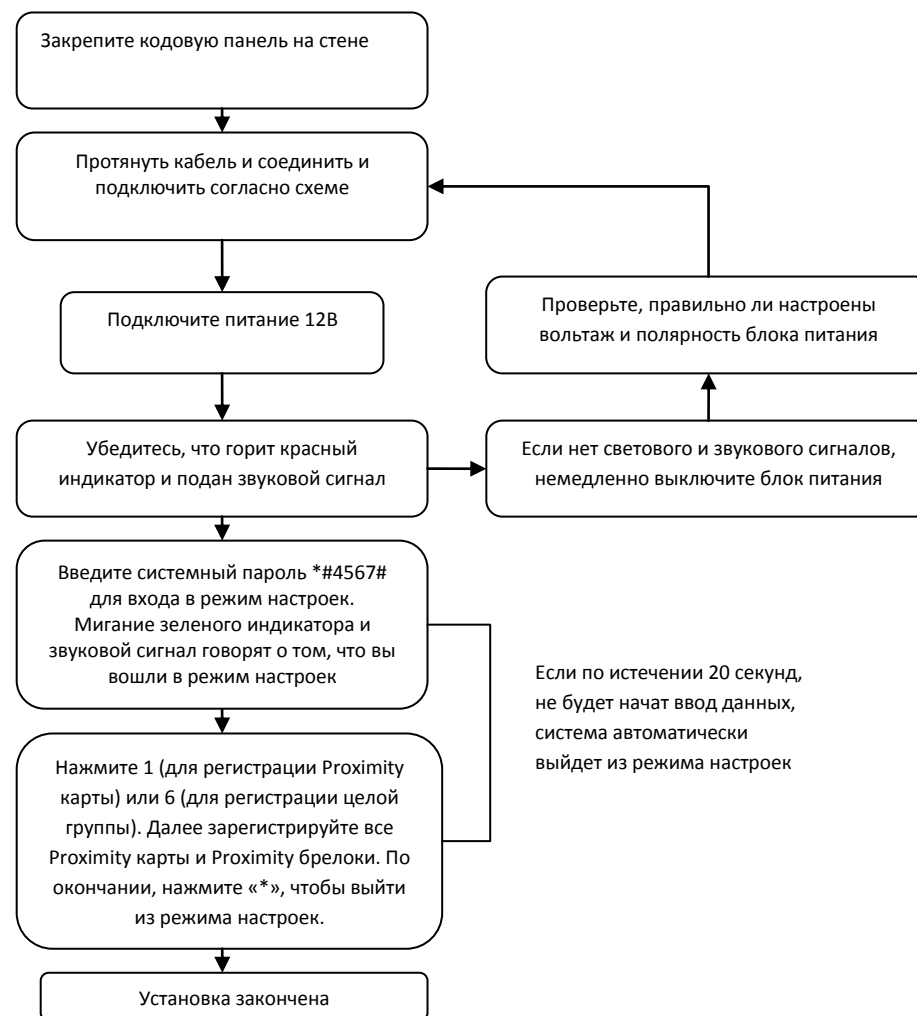 Закрепите кодовую панель на стене
Протянуть кабель и соединить и
подключить согласно схеме
Подключите питание 12В
Проверьте, правильно ли настроены
вольтаж и полярность блока питания
Убедитесь, что горит красный
индикатор и подан звуковой сигнал
Если нет светового и звукового сигналов,
немедленно выключите блок питания
Введите системный пароль *#4567#
для входа в режим настроек.
Мигание зеленого индикатора и
звуковой сигнал говорят о том, что вы
вошли в режим настроек
Если по истечении 20 секунд,
не будет начат ввод данных,
система автоматически
выйдет из режима настроек
Нажмите 1 (для регистрации Proximity
карты) или 6 (для регистрации целой
группы). Далее зарегистрируйте все
Proximity карты и Proximity брелоки. По
окончании, нажмите «*», чтобы выйти
из режима настроек.
Установка закончена